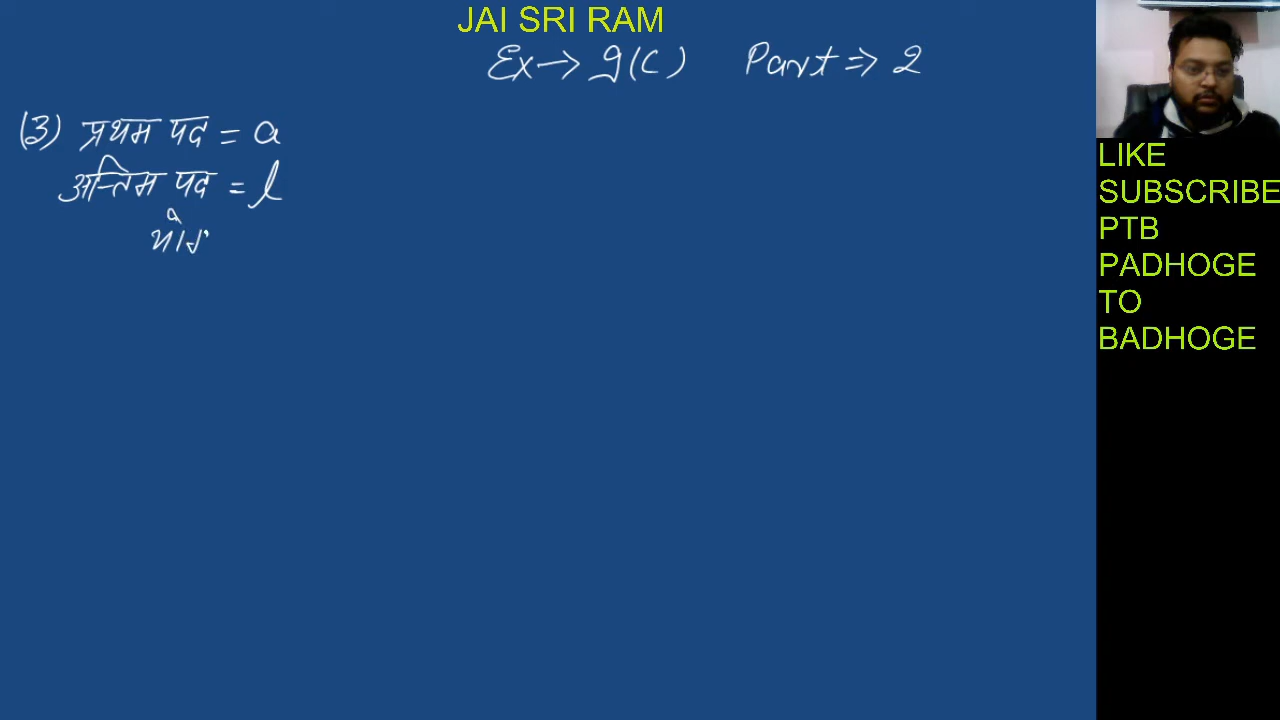 JAI SRI RAM
Ex→ 9(C) Part⇒ 2
(3) प्रथम पद = a
अन्तिम पद = l
LIKE
SUBSCRIBE
PTB
PADHOGE
TO
BADHOGE